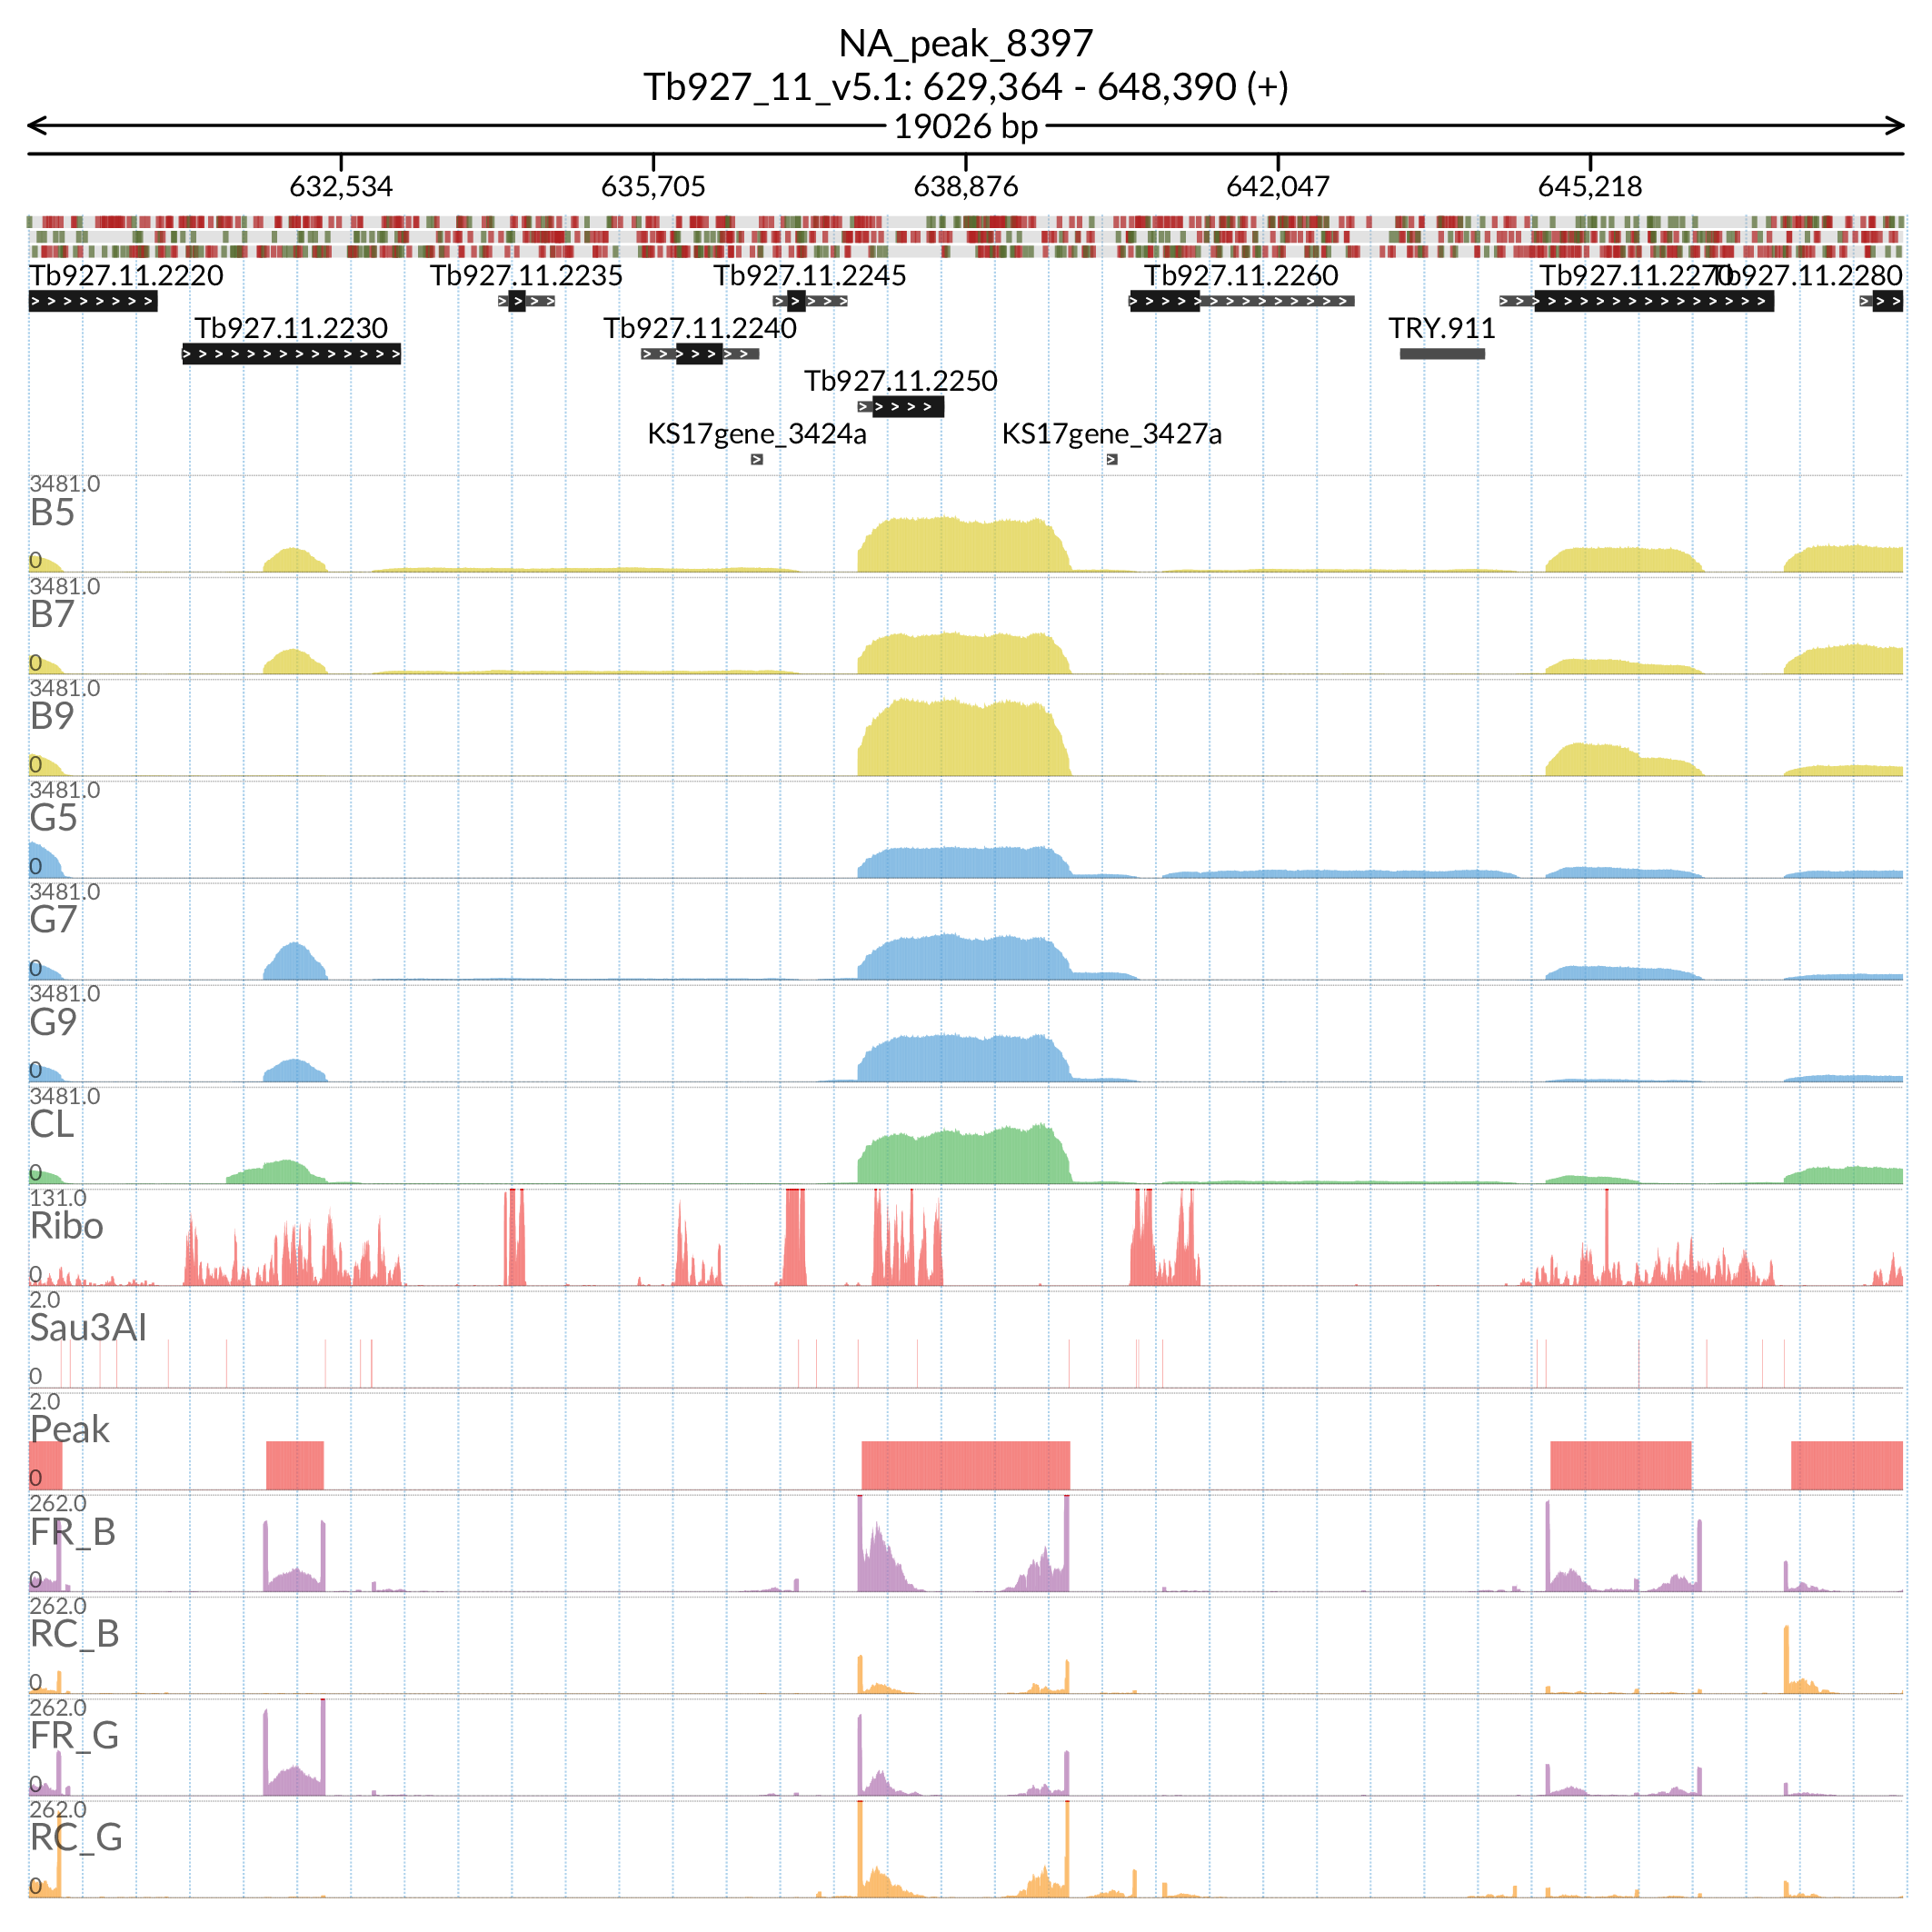 NA_peak_8397
Tb927_11_v5.1: 629,364 - 648,390 (+)
19026 bp
632,534 635,705 638,876 642,047 645,218
Tb927.11.2220 Tb927.11.2235 Tb927.11.2245 Tb927.11.2260 Tb927.11.2270 Tb927.11.2280
Tb927.11.2230 Tb927.11.2240 TRY.911
Tb927.11.2250
KS17gene_3424a KS17gene_3427a
3481.0
B5
0
3481.0
B7
0
3481.0
B9
0
3481.0
G5
0
3481.0
G7
0
3481.0
G9
0
3481.0
CL
0
131.0
Ribo
0
2.0
Sau3AI
0
2.0
Peak
0
262.0
FR_B
0
262.0
RC_B
0
262.0
FR_G
0
262.0
RC_G
0